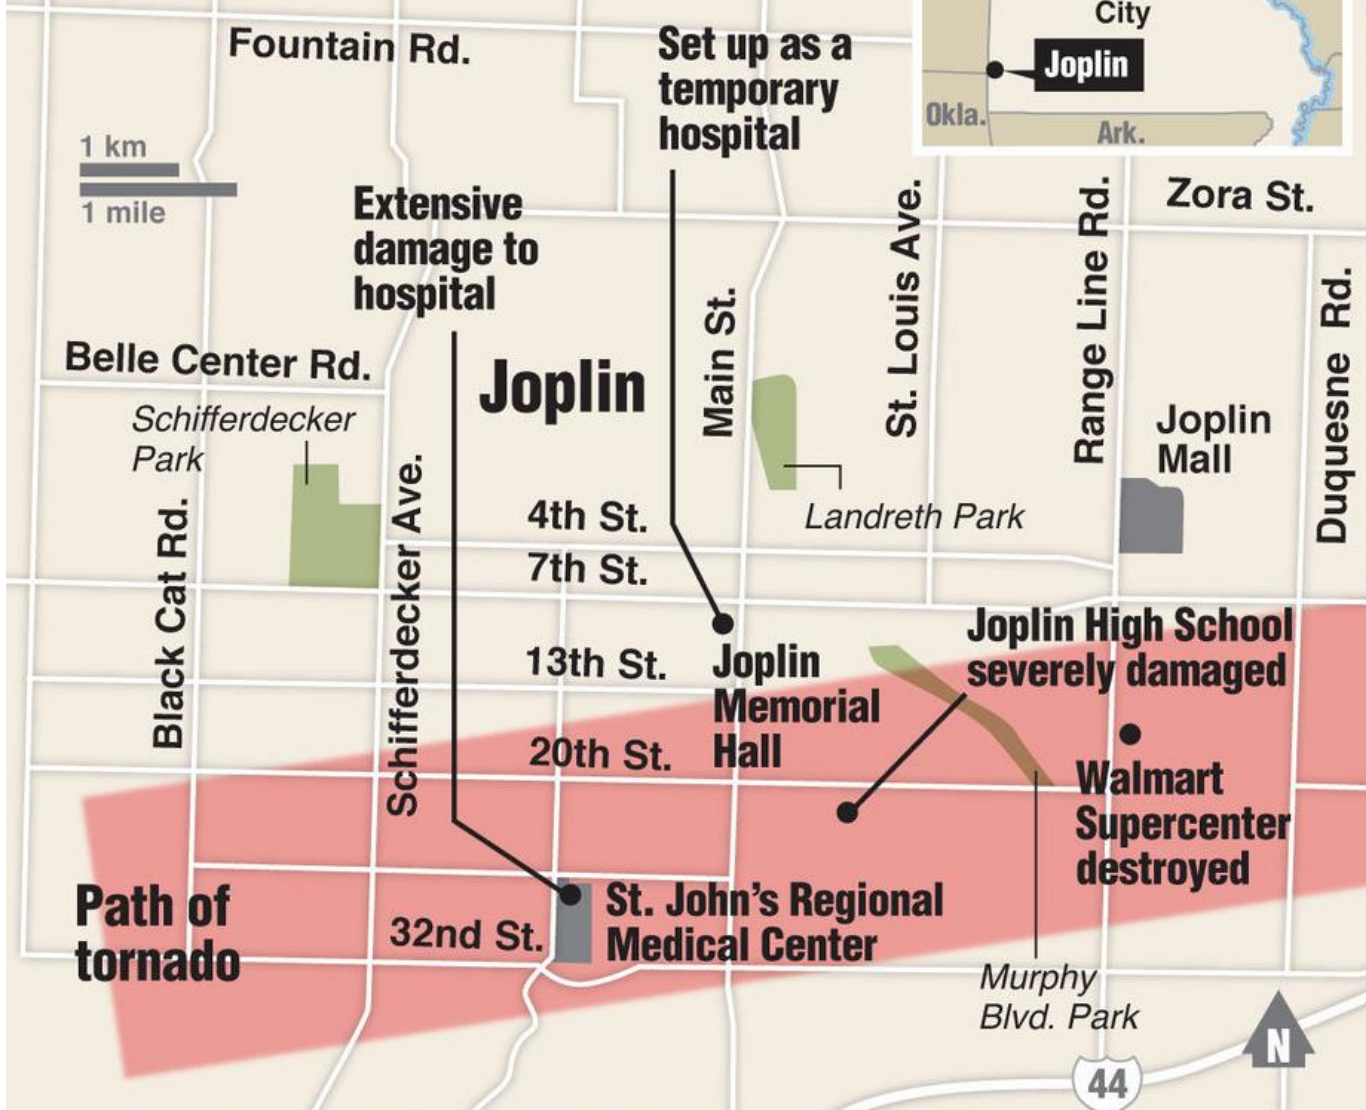 City
Joplin
Okla.
Ark.
Fountain Rd.
Set up as a
temporary
hospital
1 km
1 mile
Extensive
damage to
hospital
Zora St.
St. Louis Ave.
Range Line Rd.
Duquesne Rd.
Main St.
Belle Center Rd.
Joplin
Schifferdecker
Park
Joplin
Mall
Black Cat Rd.
Schifferdecker Ave.
4th St.
Landreth Park
7th St.
13th St.
Joplin
Memorial
Hall
Joplin High School
severely damaged
20th St.
Walmart
Supercenter
destroyed
Path of
tornado
32nd St.
St. John's Regional
Medical Center
Murphy
Blvd. Park
N
44